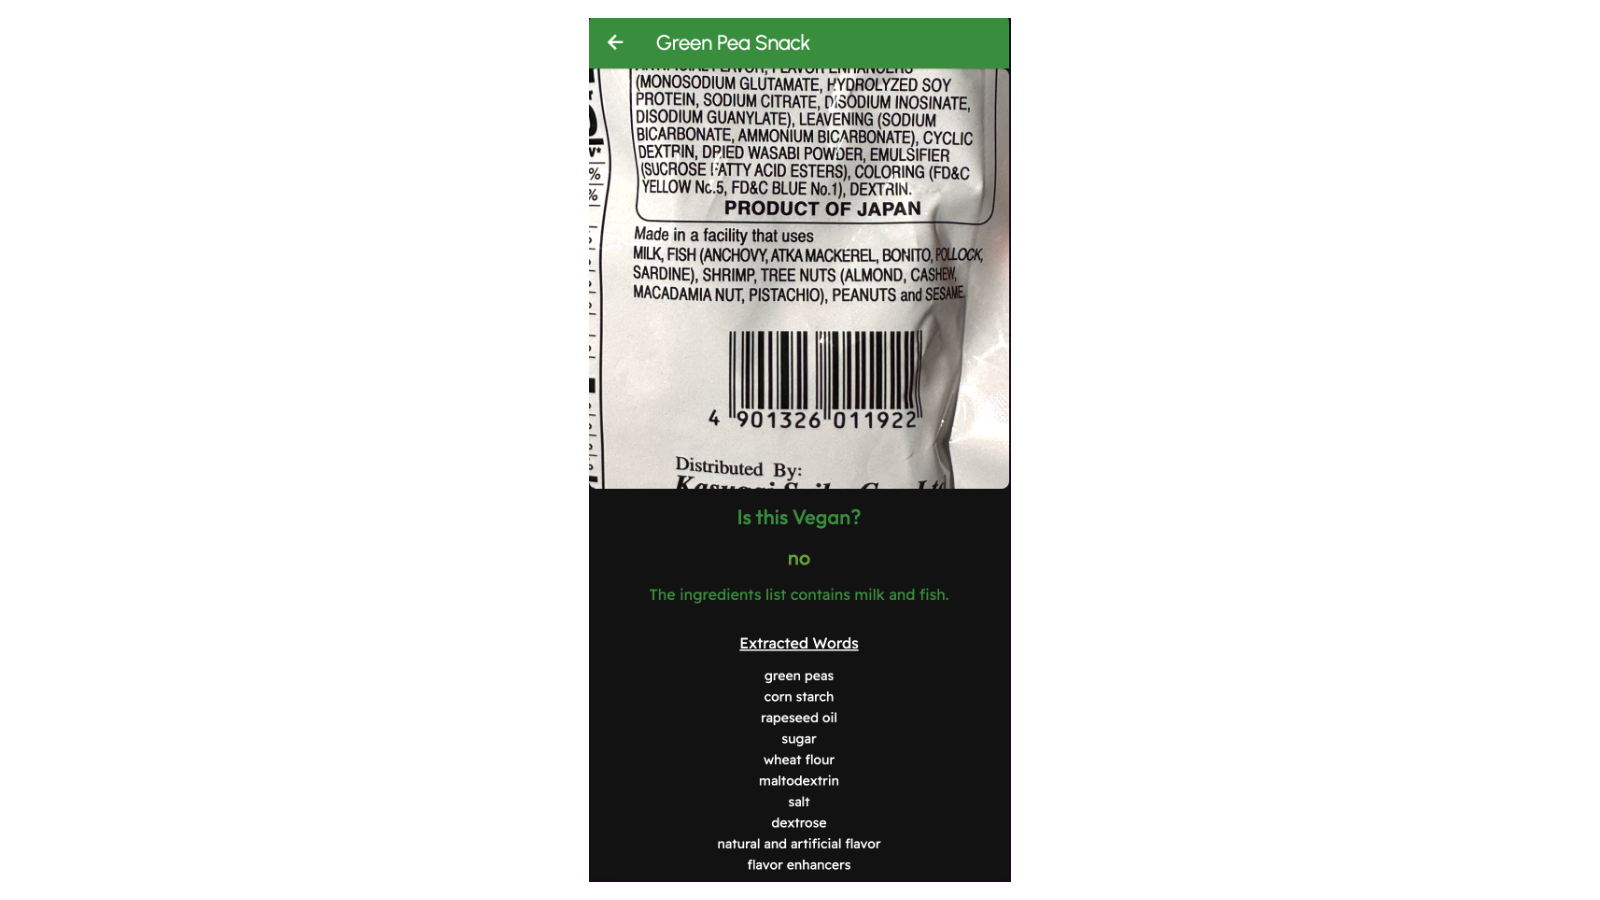 Green Pea Snack
(MONOSODIUM GLUTAMATE, HYDROLYZED SOY
PROTEIN, SODIUM CITRATE, DISODIUM INOSINATE,
DISODIUM GUANYLATE), LEAVENING (SODIUM
BICARBONATE, AMMONIUM BICARBONATE), CYCLIC
DEXTRIN, DRIED WASABI POWDER, EMULSIFIER
(SUCROSE FATTY ACID ESTERS), COLORING (FD&C
YELLOW No.5, FD&C BLUE No.1), DEXTRIN.
PRODUCT OF JAPAN
Made in a facility that uses
MILK, FISH (ANCHOVY, ATKA MACKEREL, BONITO, POLLOCK,
SARDINE), SHRIMP, TREE NUTS (ALMOND, CASHEW,
MACADAMIA NUT, PISTACHIO), PEANUTS and SESAME.
4 901326 011922
Distributed By:
Is this Vegan?
no
The ingredients list contains milk and fish.
Extracted Words
green peas
corn starch
rapeseed oil
sugar
wheat flour
maltodextrin
salt
dextrose
natural and artificial flavor
flavor enhancers